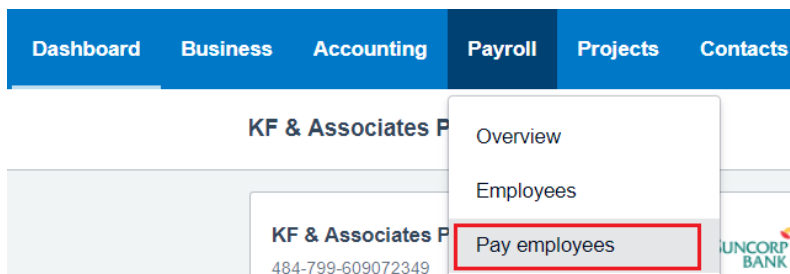 Dashboard Business Accounting Payroll Projects Contacts
KF & Associates P
Overview
Employees
KF & Associates P
Pay employees
SUNCORP
BANK
484-799-609072349